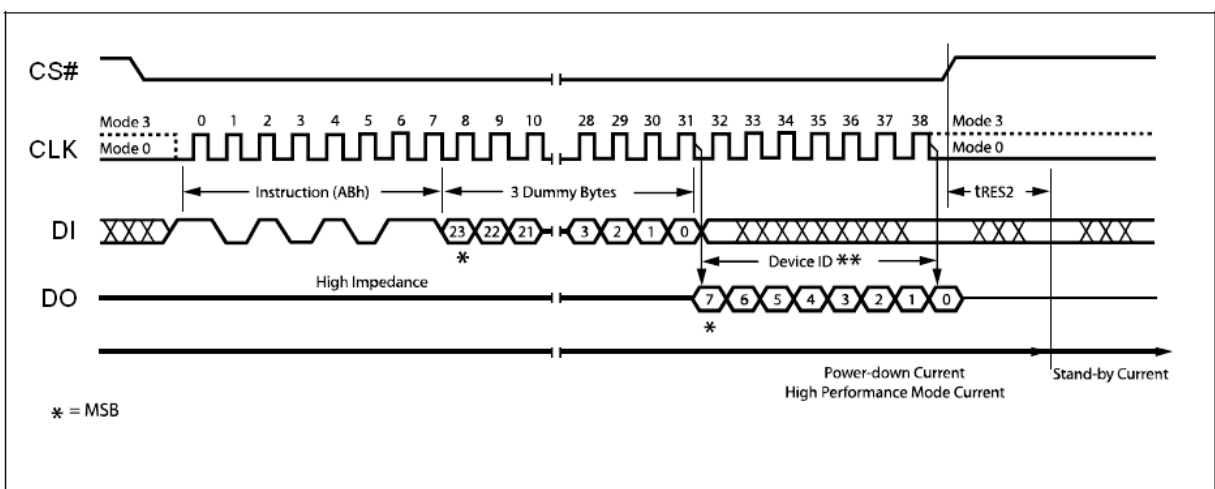 CS#
Mode 3 0 1 2 3 4 5 6 7 8 9 10 28 29 30 31 32 33 34 35 36 37 38 Mode 3
CLK Mode 0 Mode 0
Instruction (ABh) 3 Dummy Bytes tRES2
DI 23 22 21 3 2 1 0
* Device ID **
High Impedance
DO 7 6 5 4 3 2 1 0
*
Power-down Current Stand-by Current
High Performance Mode Current
* = MSB